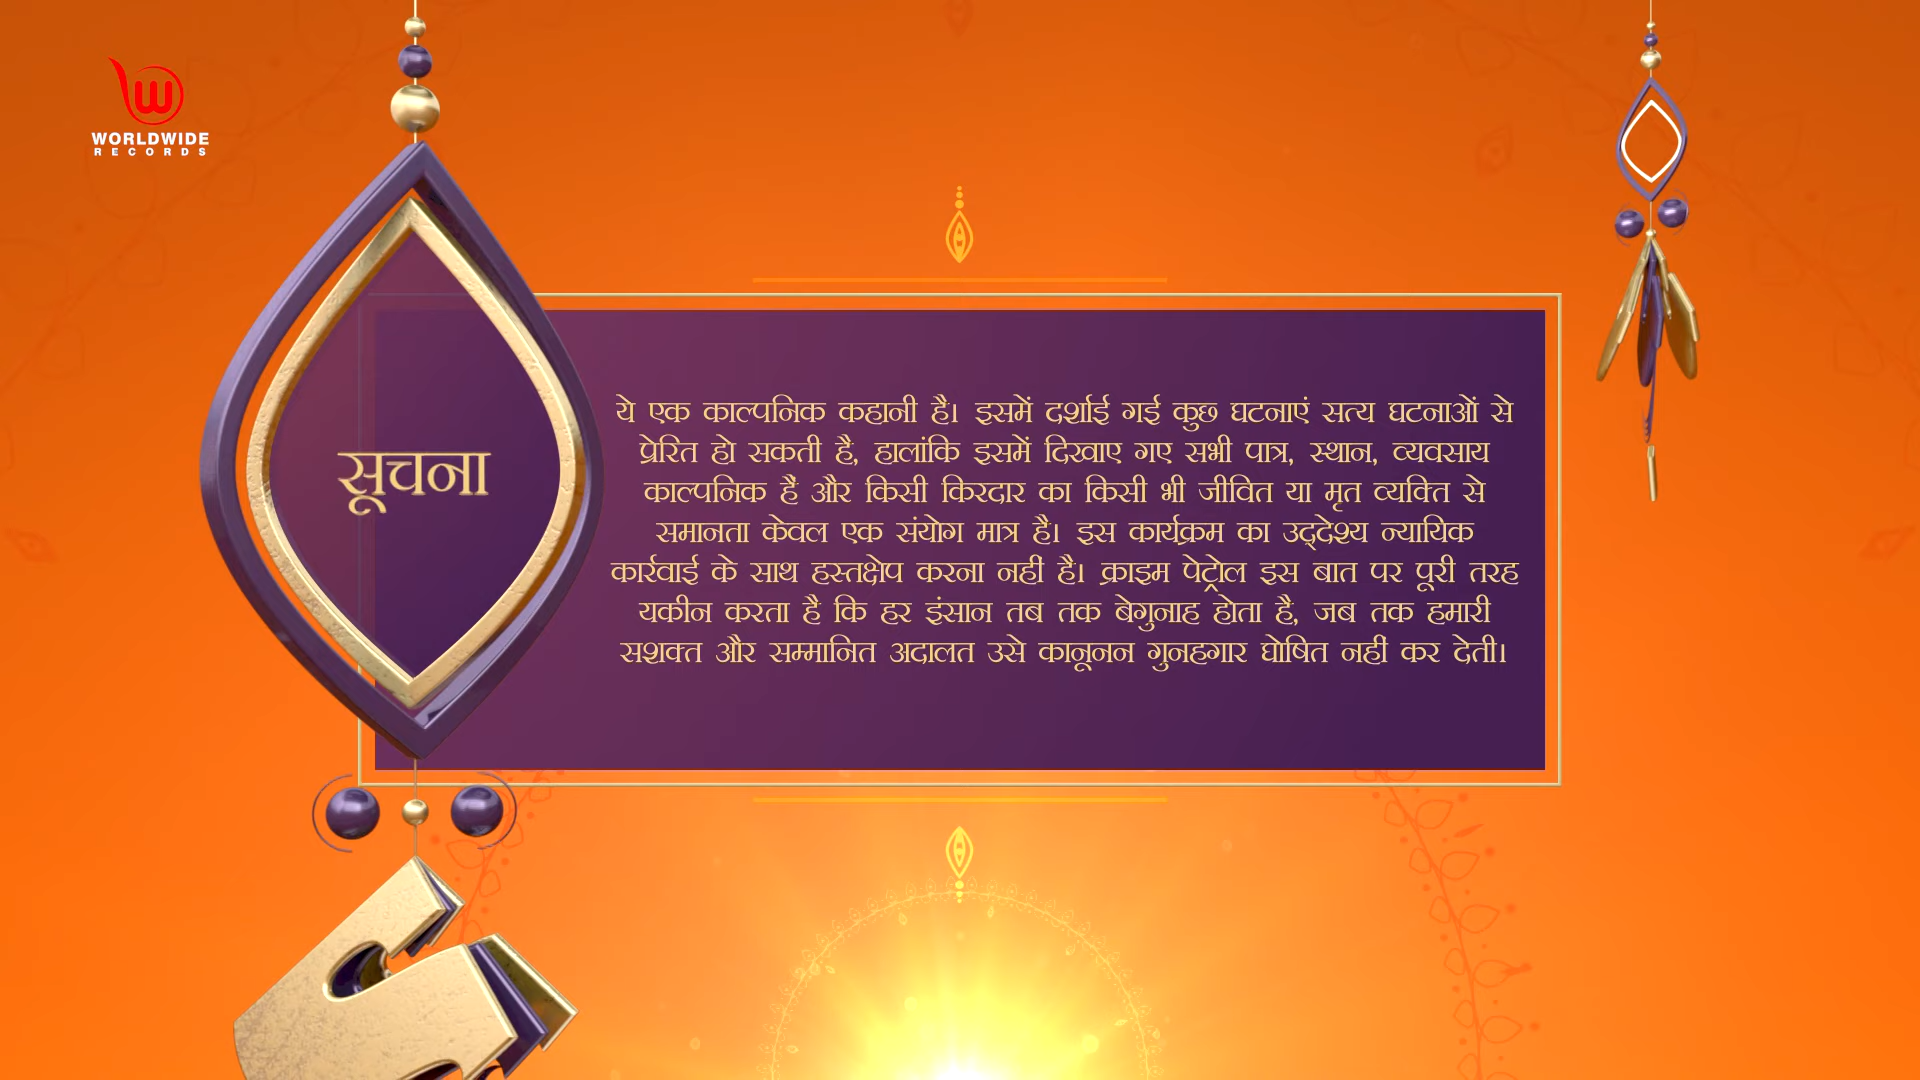 WORLDWIDE
RECORDS
सूचना
ये एक काल्पनिक कहानी है। इसमें दर्शाई गई कुछ घटनाएं सत्य घटनाओं से
प्रेरित हो सकती है, हालांकि इसमें दिखाए गए सभी पात्र, स्थान, व्यवसाय
काल्पनिक हैं और किसी किरदार का किसी भी जीवित या मृत व्यक्ति से
समानता केवल एक संयोग मात्र है। इस कार्यक्रम का उद्देश्य न्यायिक
कार्रवाई के साथ हस्तक्षेप करना नहीं है। क्राइम पेट्रोल इस बात पर पूरी तरह
यकीन करता है कि हर इंसान तब तक बेगुनाह होता है, जब तक हमारी
सशक्त और सम्मानित अदालत उसे कानूनन गुनहगार घोषित नहीं कर देती।